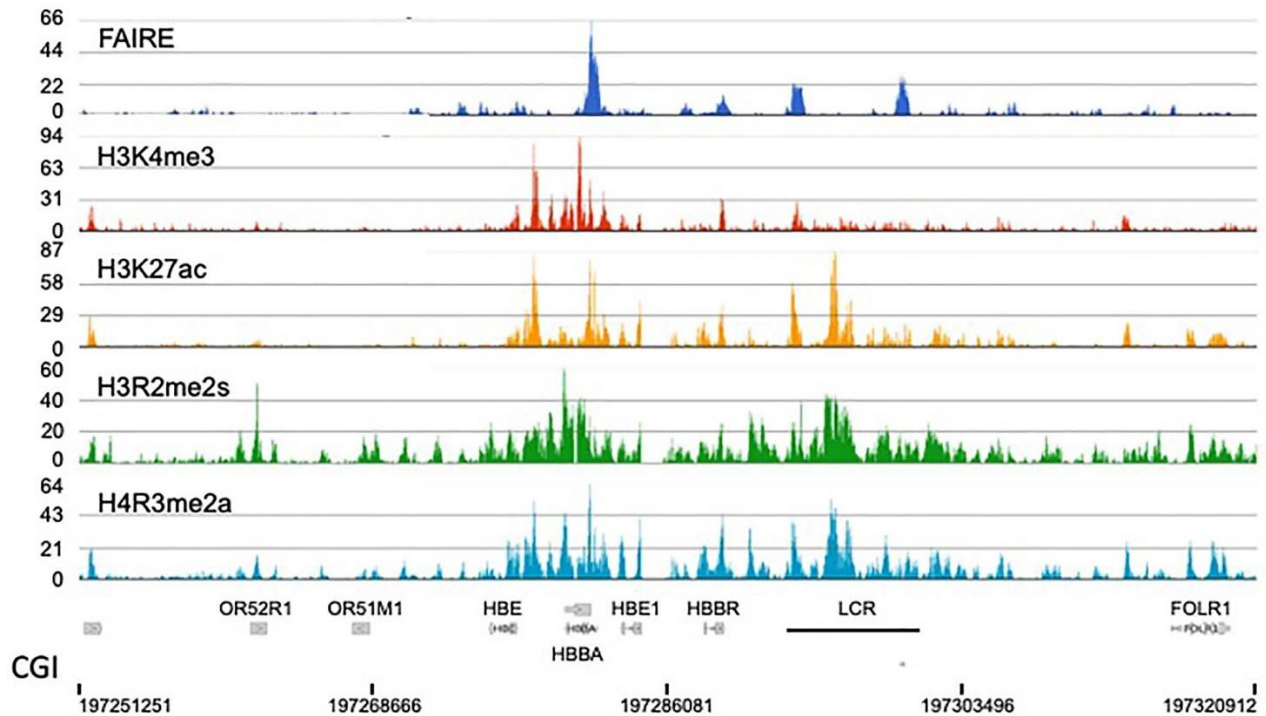 66
FAIRE
44
22
0
94
H3K4me3
63
31
0
87
H3K27ac
58
29
0
60
H3R2me2s
40
20
0
64
H4R3me2a
43
21
0
OR52R1 OR51M1 HBE HBE1 HBBR LCR FOLR1
HBBA
CGI
197251251 197268666 197286081 197303496 197320912